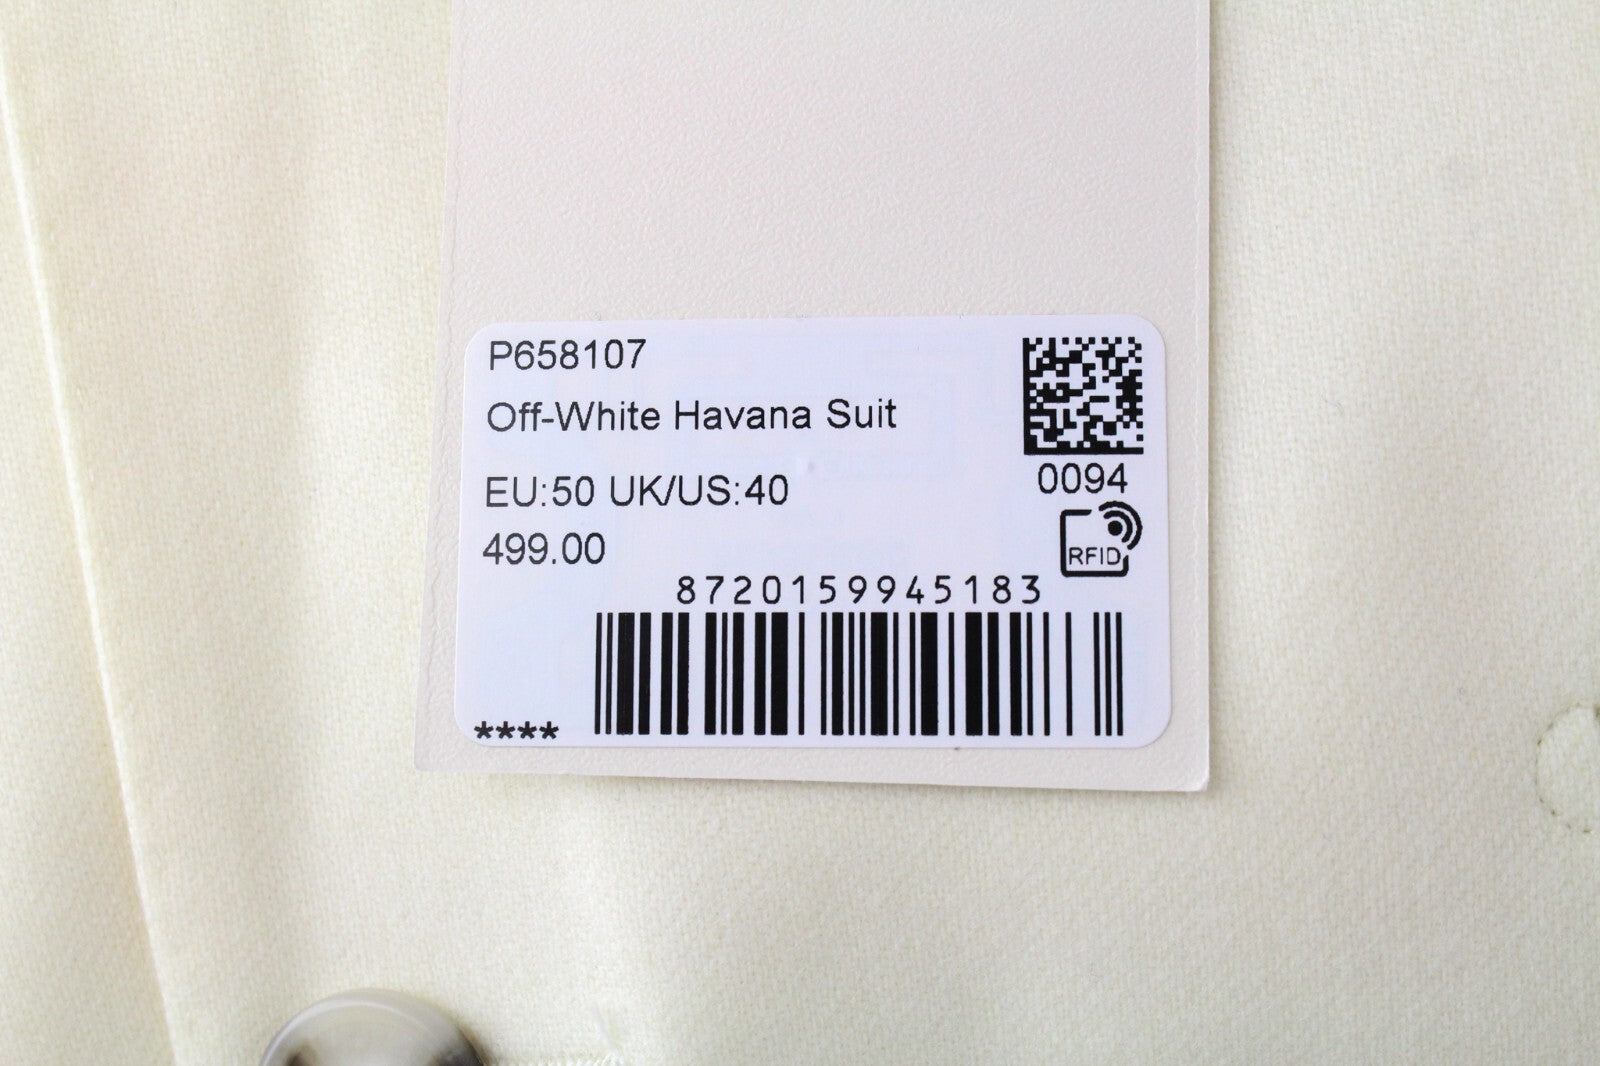 P658107
Off-White Havana Suit
EU:50 UK/US:40
499.00
0094
RFID
8720159945183
****